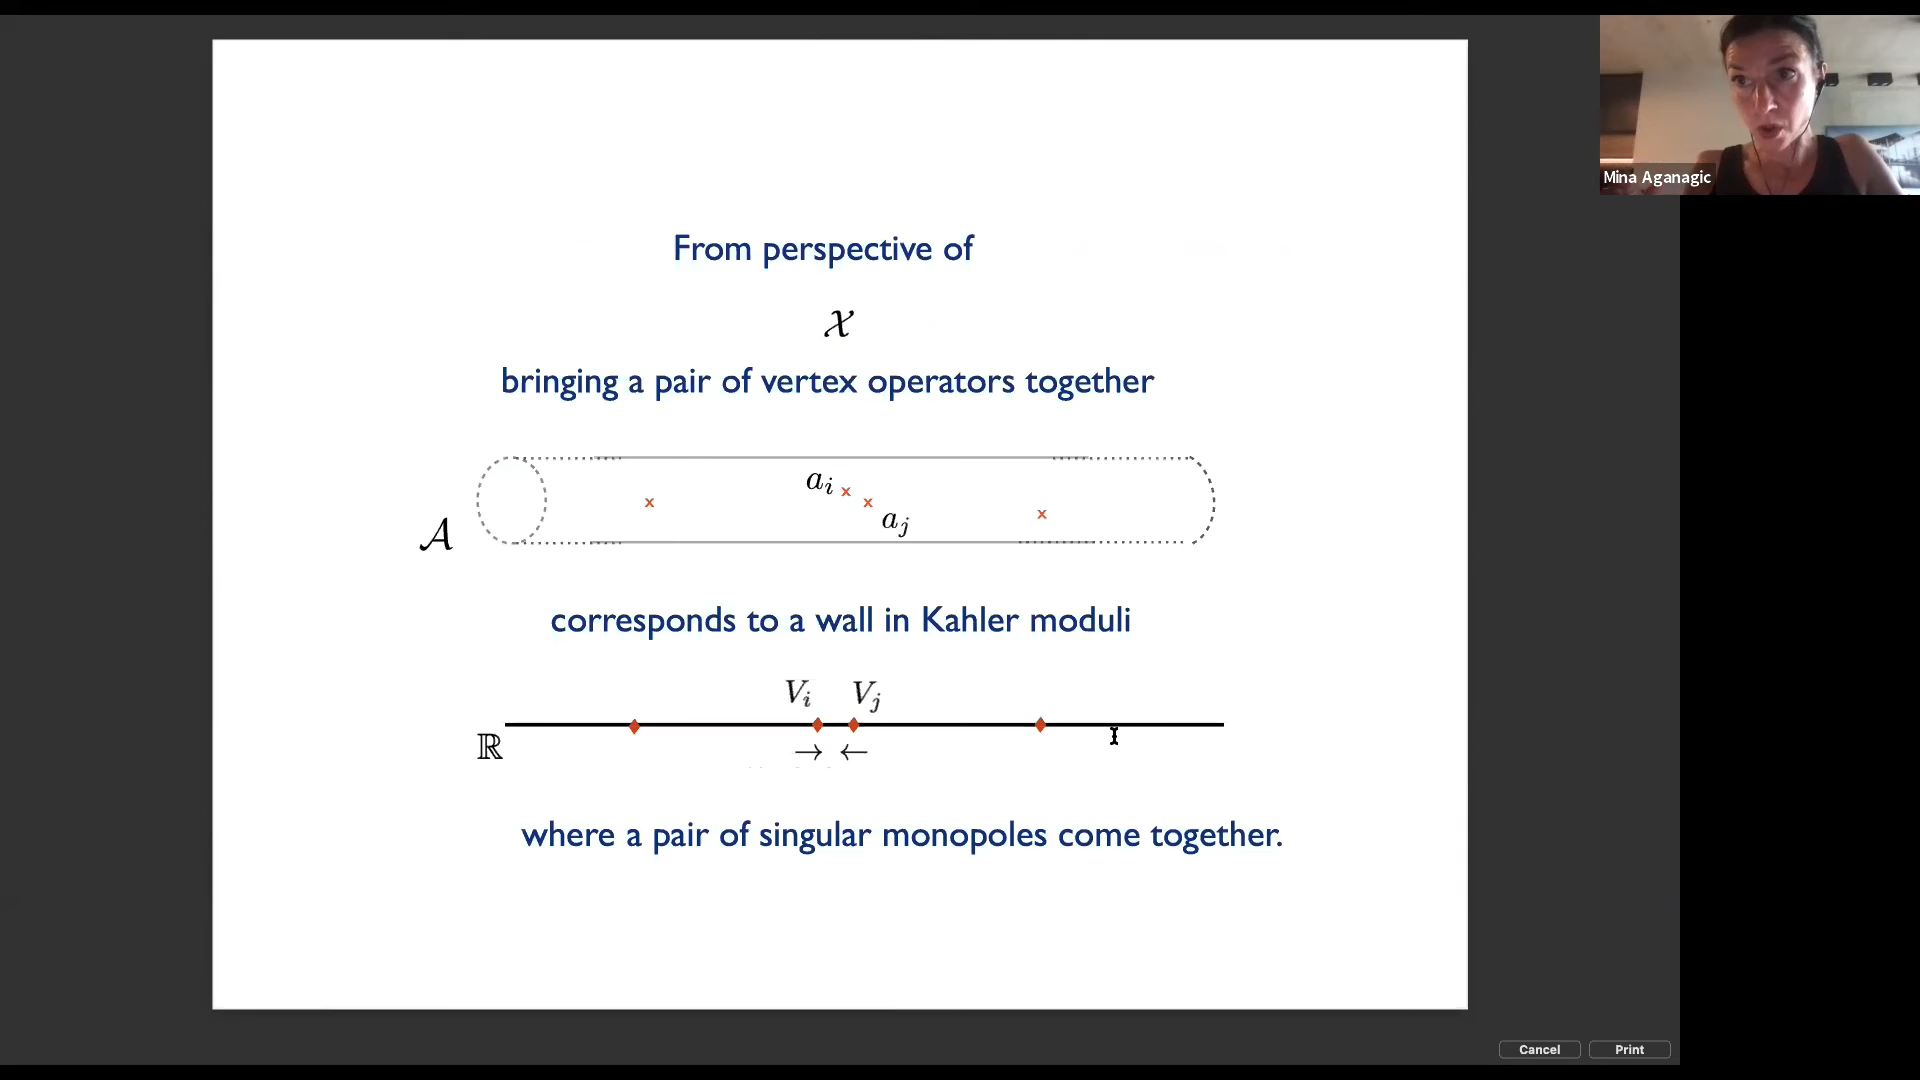 From perspective of
𝒳
bringing a pair of vertex operators together
a_i x x a_j x x
𝒜
corresponds to a wall in Kahler moduli
V_i V_j
ℝ
→ ←
where a pair of singular monopoles come together.
Mina Aganagic
Cancel Print